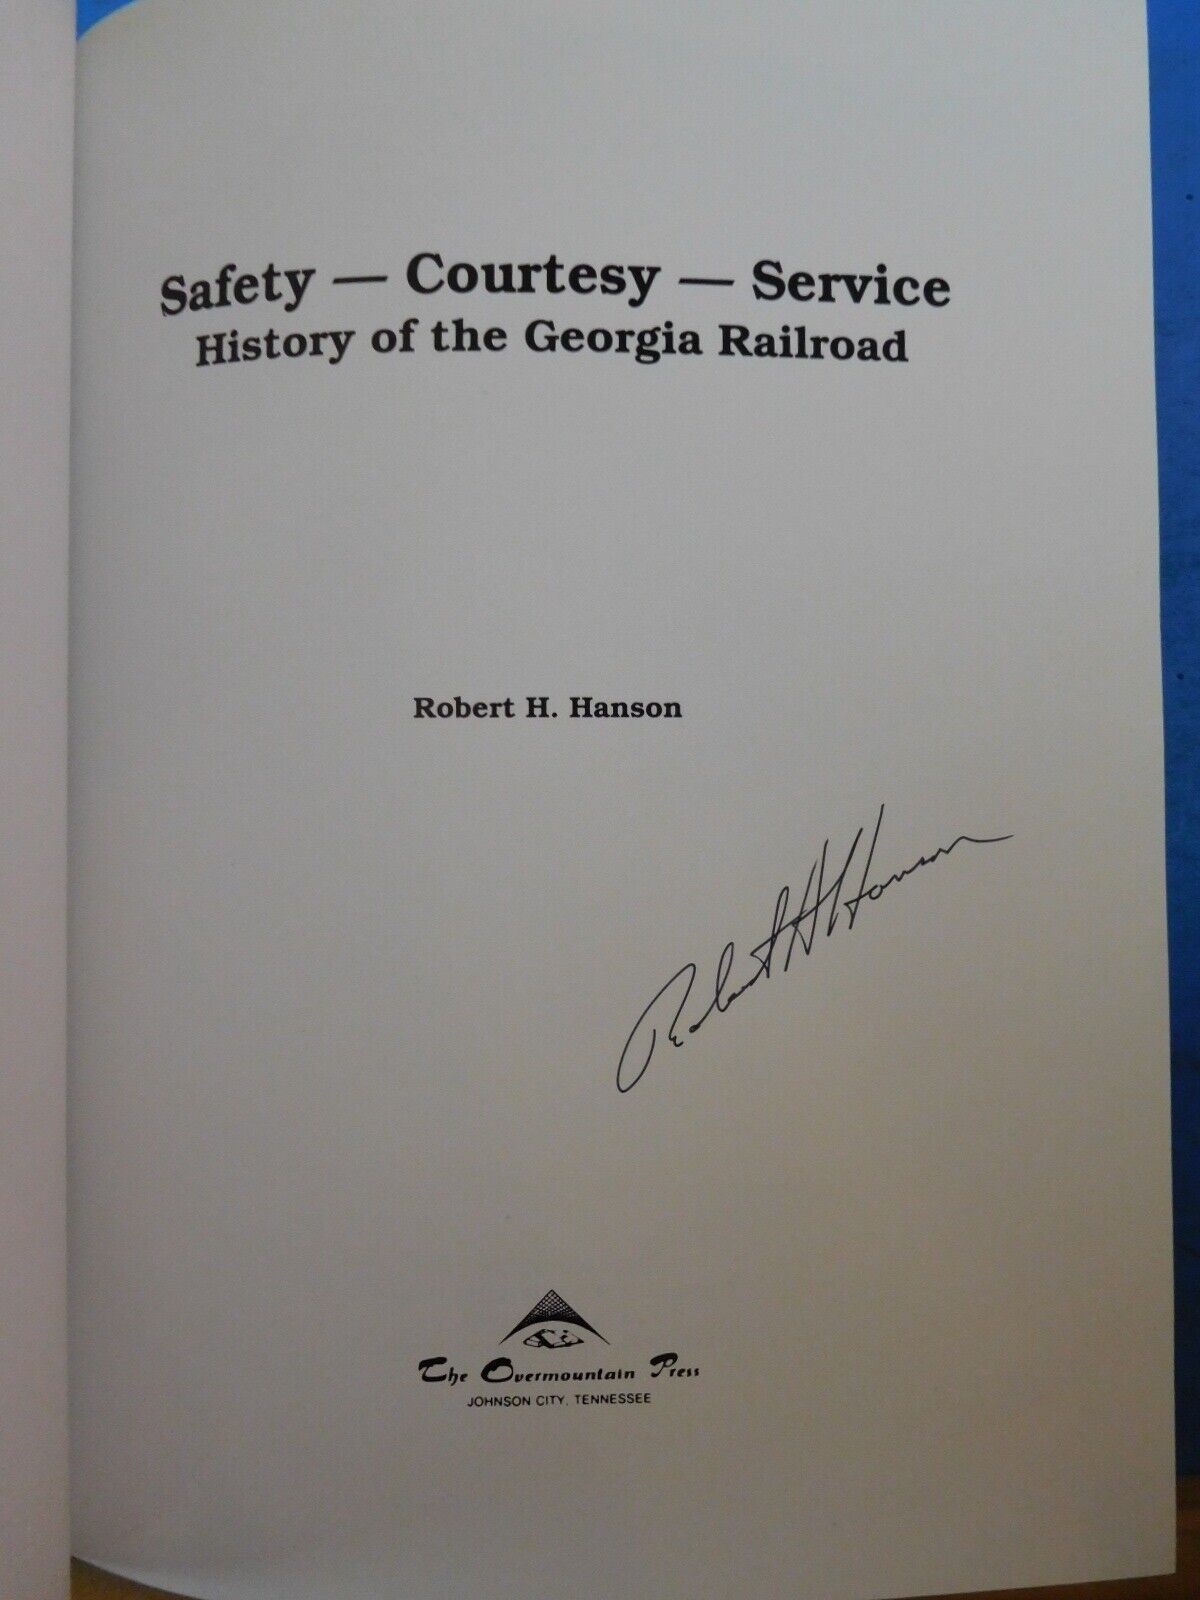 Safety — Courtesy — Service
History of the Georgia Railroad
Robert H. Hanson
Robert H Hanson
The Overmountain Press
JOHNSON CITY, TENNESSEE